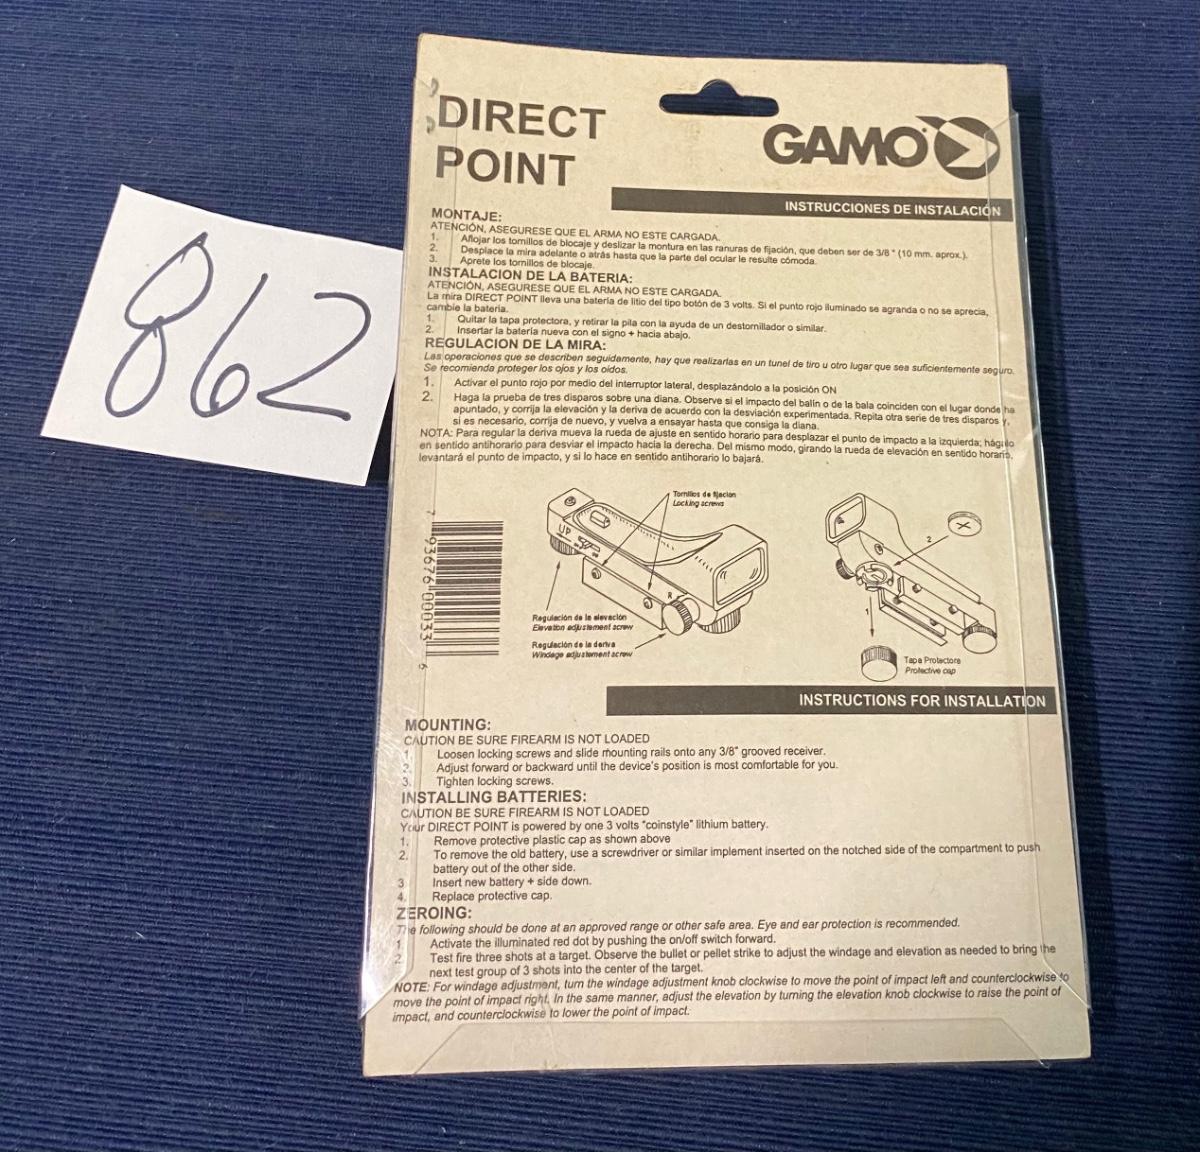 862
DIRECT
POINT
GAMO
INSTRUCCIONES DE INSTALACIÓN
MONTAJE:
ATENCIÓN, ASEGURESE QUE EL ARMA NO ESTE CARGADA.
1. Aflojar los tornillos de blocaje y deslizar la montura en las ranuras de fijación, que deben ser de 3/8" (10 mm. aprox.).
2. Desplace la mira adelante o atrás hasta que la parte del ocular le resulte cómoda.
3. Aprete los tornillos de blocaje.
INSTALACION DE LA BATERIA:
ATENCIÓN, ASEGURESE QUE EL ARMA NO ESTE CARGADA.
La mira DIRECT POINT lleva una batería de litio del tipo botón de 3 volts. Si el punto rojo iluminado se agranda o no se aprecia,
cambie la batería.
1. Quitar la tapa protectora, y retirar la pila con la ayuda de un destornillador o similar.
2. Insertar la batería nueva con el signo + hacia abajo.
REGULACION DE LA MIRA:
Las operaciones que se describen seguidamente, hay que realizarlas en un tunel de tiro u otro lugar que sea suficientemente seguro.
Se recomienda proteger los ojos y los oidos.
1. Activar el punto rojo por medio del interruptor lateral, desplazándolo a la posición ON
2. Haga la prueba de tres disparos sobre una diana. Observe si el impacto del balín o de la bala coinciden con el lugar donde ha
apuntado, y corrija la elevación y la deriva de acuerdo con la desviación experimentada. Repita otra serie de tres disparos y,
si es necesario, corrija de nuevo, y vuelva a ensayar hasta que consiga la diana.
NOTA: Para regular la deriva mueva la rueda de ajuste en sentido horario para desplazar el punto de impacto a la izquierda; hágalo
en sentido antihorario para desviar el impacto hacia la derecha. Del mismo modo, girando la rueda de elevación en sentido horario,
levantará el punto de impacto, y si lo hace en sentido antihorario lo bajará.
7 93676 00033 6
Tornillos de fijacion
Locking screws
UP
R
Regulación de la elevación
Elevation adjustement screw
Regulación de la deriva
Windage adjustament screw
2
1
Tapa Protectora
Protective cap
INSTRUCTIONS FOR INSTALLATION
MOUNTING:
CAUTION BE SURE FIREARM IS NOT LOADED
1. Loosen locking screws and slide mounting rails onto any 3/8" grooved receiver.
2. Adjust forward or backward until the device's position is most comfortable for you.
3. Tighten locking screws.
INSTALLING BATTERIES:
CAUTION BE SURE FIREARM IS NOT LOADED
Your DIRECT POINT is powered by one 3 volts "coinstyle" lithium battery.
1. Remove protective plastic cap as shown above
2. To remove the old battery, use a screwdriver or similar implement inserted on the notched side of the compartment to push
battery out of the other side.
3 Insert new battery + side down.
4. Replace protective cap.
ZEROING:
The following should be done at an approved range or other safe area. Eye and ear protection is recommended.
1 Activate the illuminated red dot by pushing the on/off switch forward.
2 Test fire three shots at a target. Observe the bullet or pellet strike to adjust the windage and elevation as needed to bring the
next test group of 3 shots into the center of the target.
NOTE: For windage adjustment, turn the windage adjustment knob clockwise to move the point of impact left and counterclockwise to
move the point of impact right. In the same manner, adjust the elevation by turning the elevation knob clockwise to raise the point of
impact, and counterclockwise to lower the point of impact.